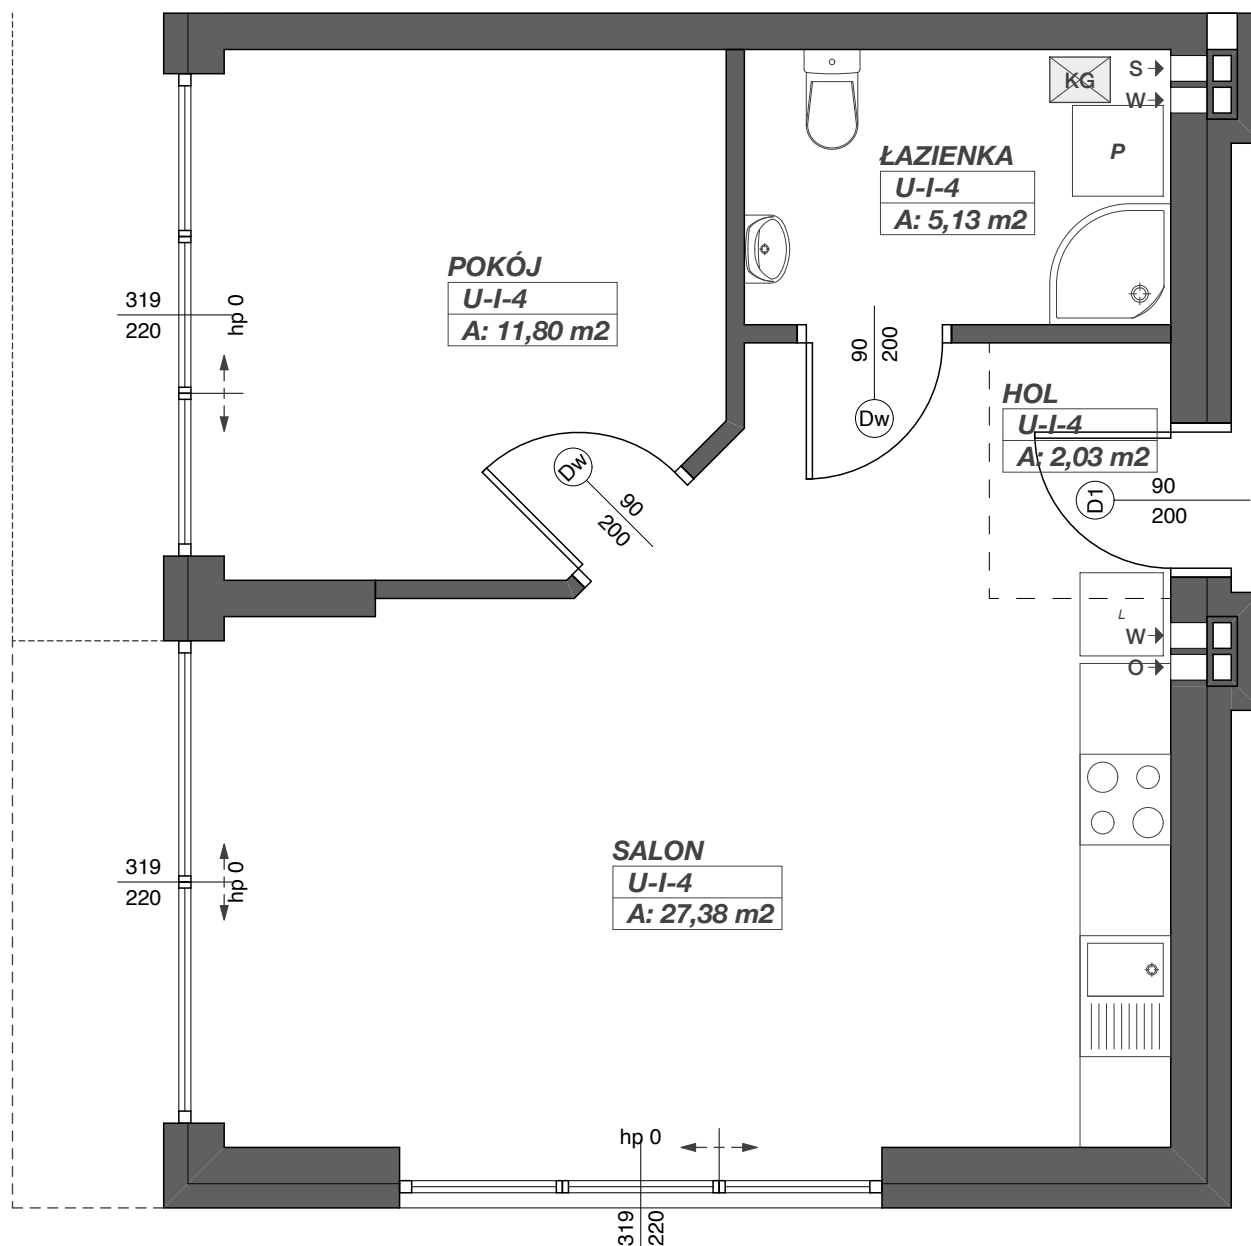 S
KG
W
P
ŁAZIENKA
U-I-4
A: 5,13 m2
POKÓJ
U-I-4
A: 11,80 m2
319
220
hp 0
90
200
Dw
HOL
U-I-4
A: 2,03 m2
Dw
90
200
D1
90
200
L
W
O
SALON
U-I-4
A: 27,38 m2
319
220
hp 0
hp 0
319
220